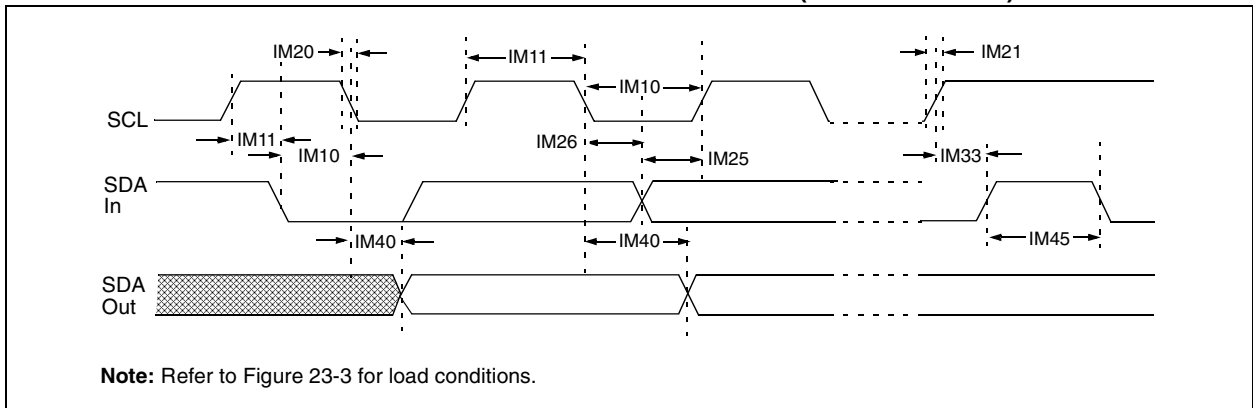 IM20
IM11
IM21
IM10
SCL
IM11
IM26
IM10
IM25
IM33
SDA
In
IM40
IM40
IM45
SDA
Out
Note: Refer to Figure 23-3 for load conditions.